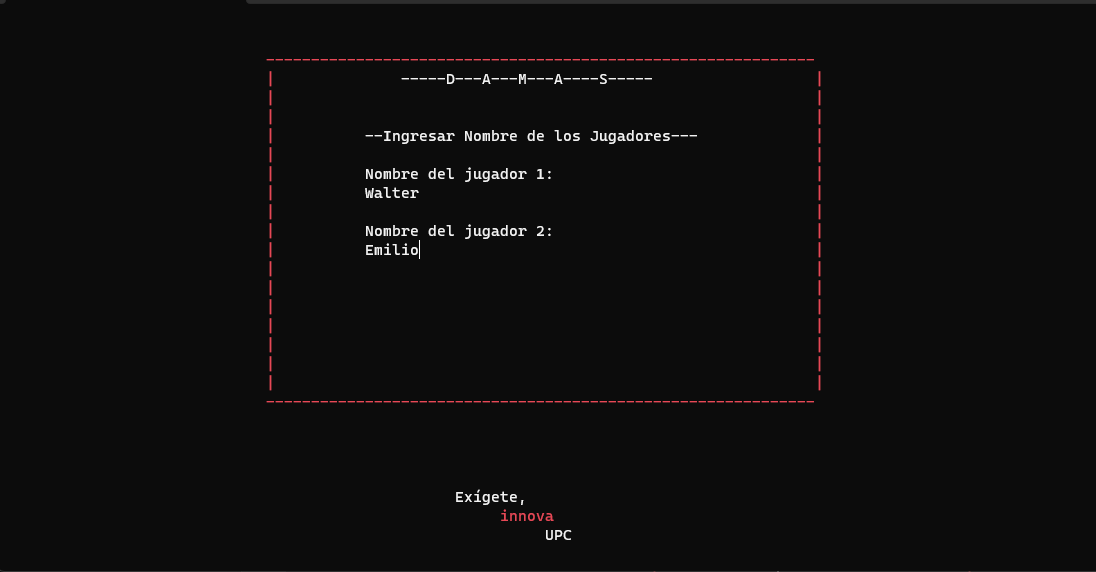 -----D---A---M---A----S-----
--Ingresar Nombre de los Jugadores---
Nombre del jugador 1:
Walter
Nombre del jugador 2:
Emilio
Exígete,
innova
UPC